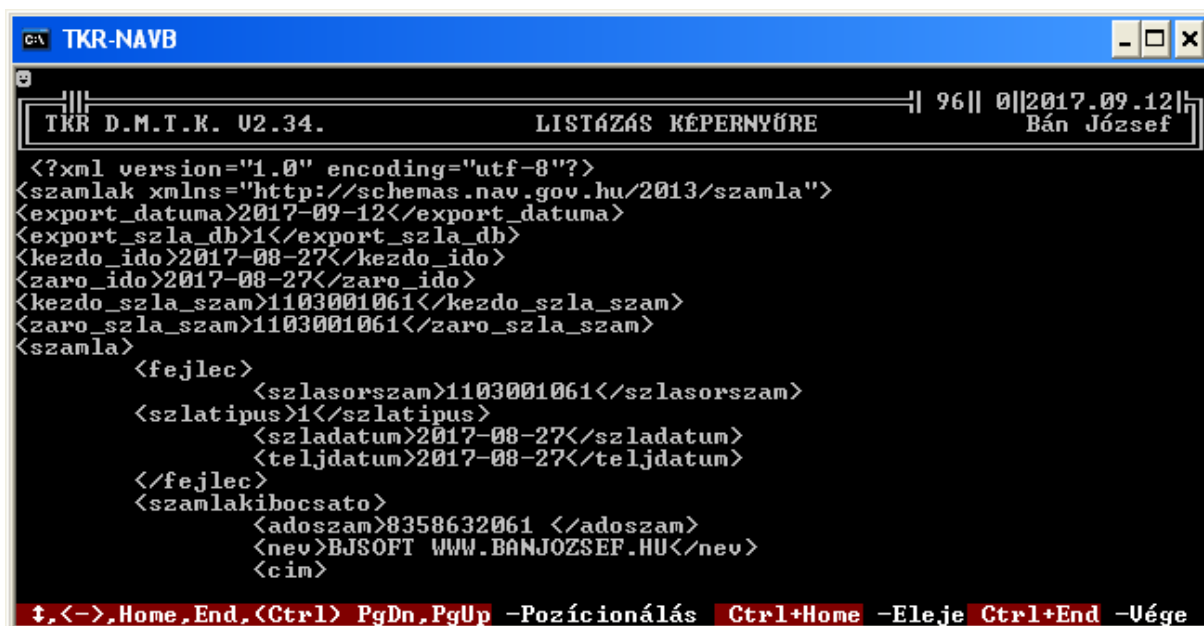 TKR-NAVB
96 0 2017.09.12
TKR D.M.T.K. V2.34. LISTÁZÁS KÉPERNYŐRE Bán József
<?xml version="1.0" encoding="utf-8"?>
<szamlak xmlns="http://schemas.nav.gov.hu/2013/szamla">
<export_datuma>2017-09-12</export_datuma>
<export_szla_db>1</export_szla_db>
<kezdo_ido>2017-08-27</kezdo_ido>
<zaro_ido>2017-08-27</zaro_ido>
<kezdo_szla_szam>1103001061</kezdo_szla_szam>
<zaro_szla_szam>1103001061</zaro_szla_szam>
<szamla>
<fejlec>
<szlasorszam>1103001061</szlasorszam>
<szlatipus>1</szlatipus>
<szladatum>2017-08-27</szladatum>
<teljdatum>2017-08-27</teljdatum>
</fejlec>
<szamlakibocsato>
<adoszam>8358632061 </adoszam>
<nev>BJSOFT WWW.BANJOZSEF.HU</nev>
<cim>
↕,<->,Home,End,<Ctrl> PgDn,PgUp -Pozícionálás Ctrl+Home -Eleje Ctrl+End -Vége